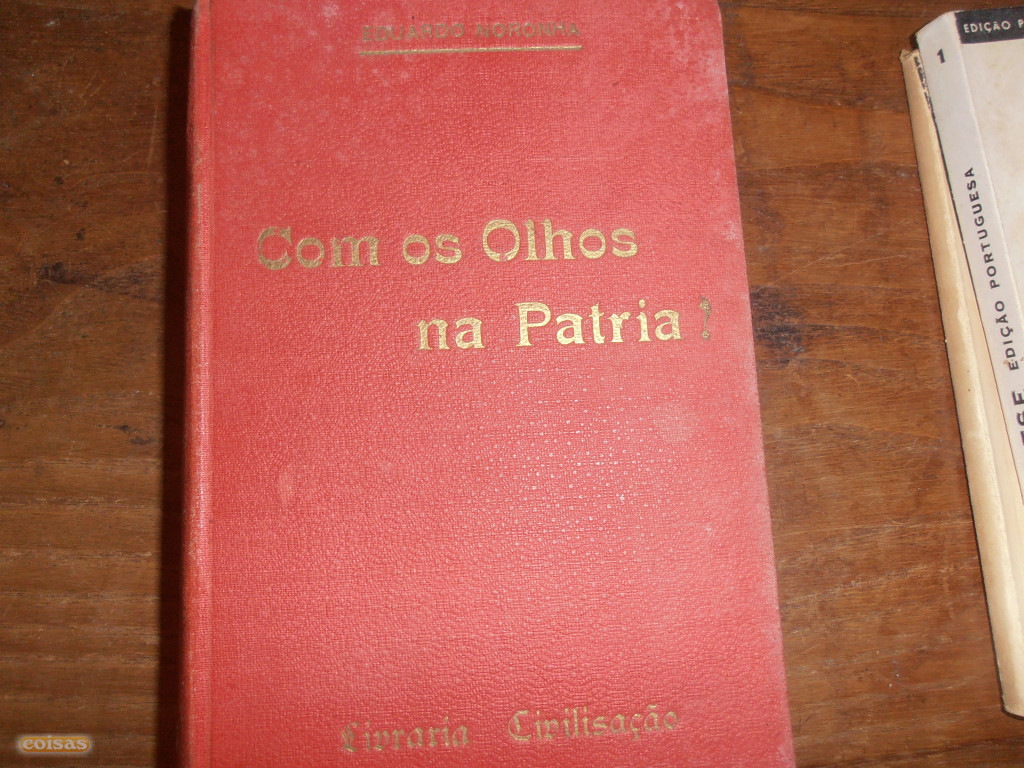 EDUARDO NORONHA
Com os Olhos
na Patria!
Livraria Civilisação
EDIÇÃO P
1
EDIÇÃO PORTUGUESA
coisas